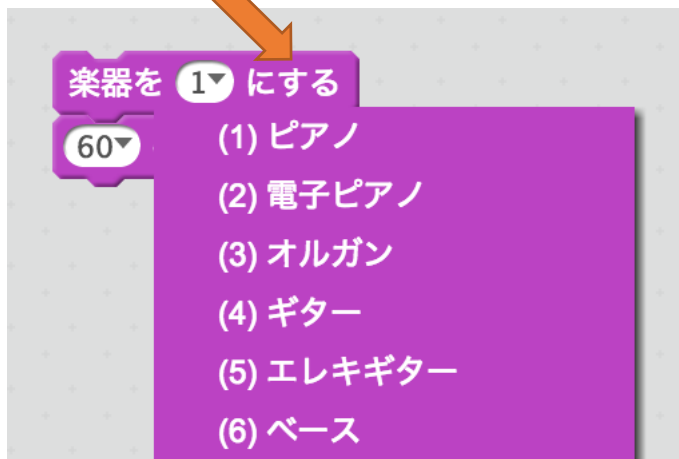 楽器を 1▼ にする
60▼
(1) ピアノ
(2) 電子ピアノ
(3) オルガン
(4) ギター
(5) エレキギター
(6) ベース